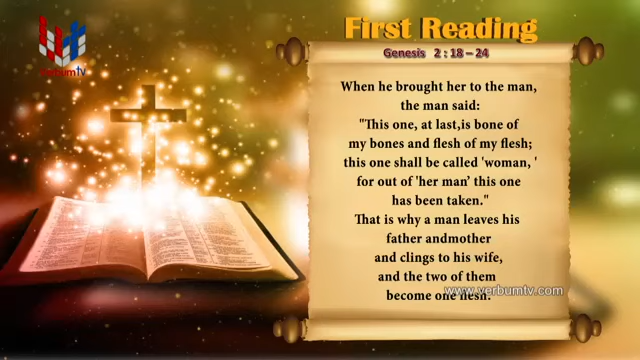 First Reading
Genesis 2 : 18 – 24
VerbumTV
When he brought her to the man,
the man said:
"This one, at last,is bone of
my bones and flesh of my flesh;
this one shall be called 'woman, '
for out of 'her man' this one
has been taken."
That is why a man leaves his
father andmother
and clings to his wife,
and the two of them
become one flesh.
www.verbumtv.com